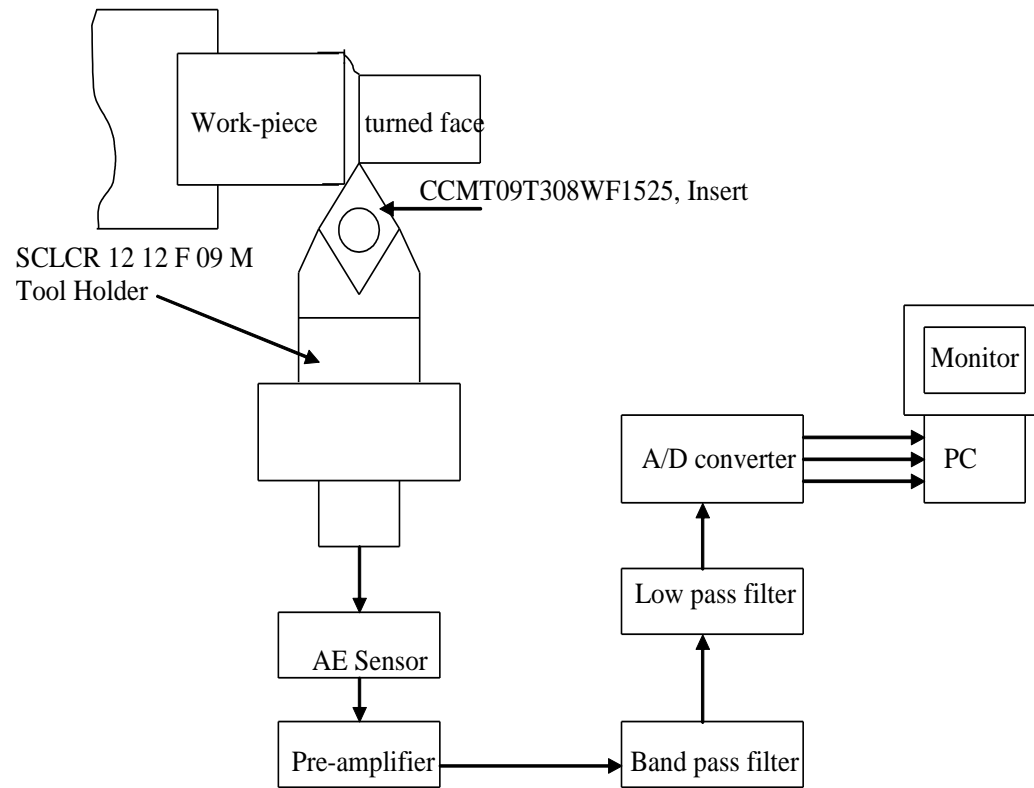 Work-piece
turned face
CCMT09T308WF1525, Insert
SCLCR 12 12 F 09 M
Tool Holder
Monitor
A/D converter
PC
Low pass filter
AE Sensor
Pre-amplifier
Band pass filter